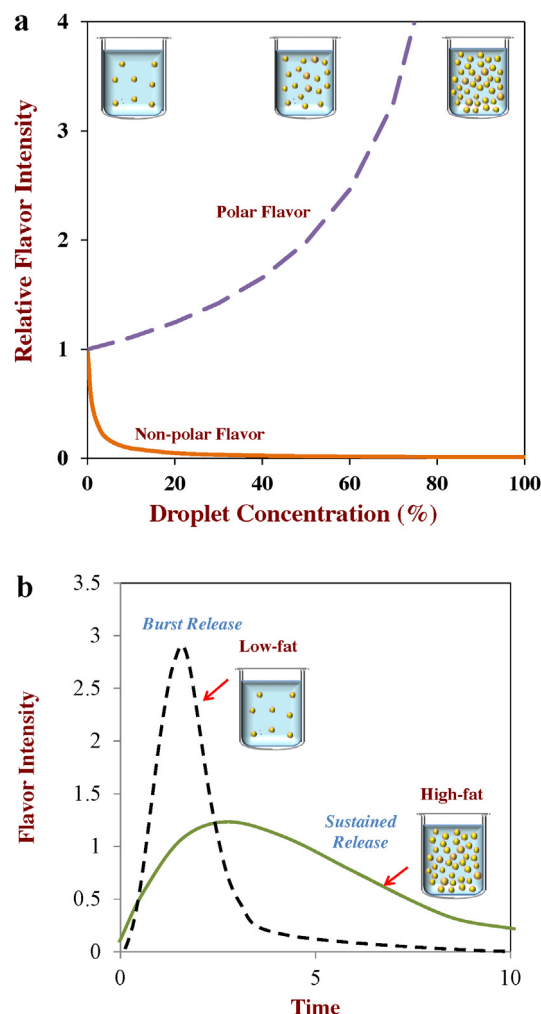 a
4
3
2
1
0
Relative Flavor Intensity
Polar Flavor
Non-polar Flavor
0 20 40 60 80 100
Droplet Concentration (%)
b
3.5
3
2.5
2
1.5
1
0.5
0
Flavor Intensity
Burst Release
Low-fat
High-fat
Sustained
Release
0 5 10
Time